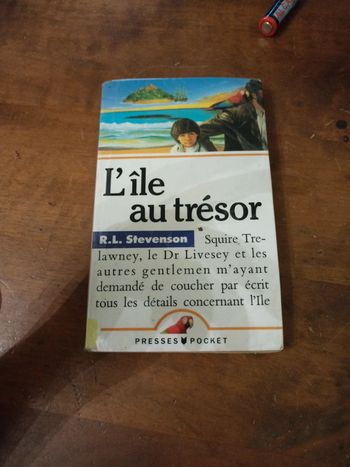 L'île
au trésor
R.L. Stevenson
Squire Tre-
lawney, le Dr Livesey et les
autres gentlemen m'ayant
demandé de coucher par écrit
tous les détails concernant l'Ile
PRESSES POCKET